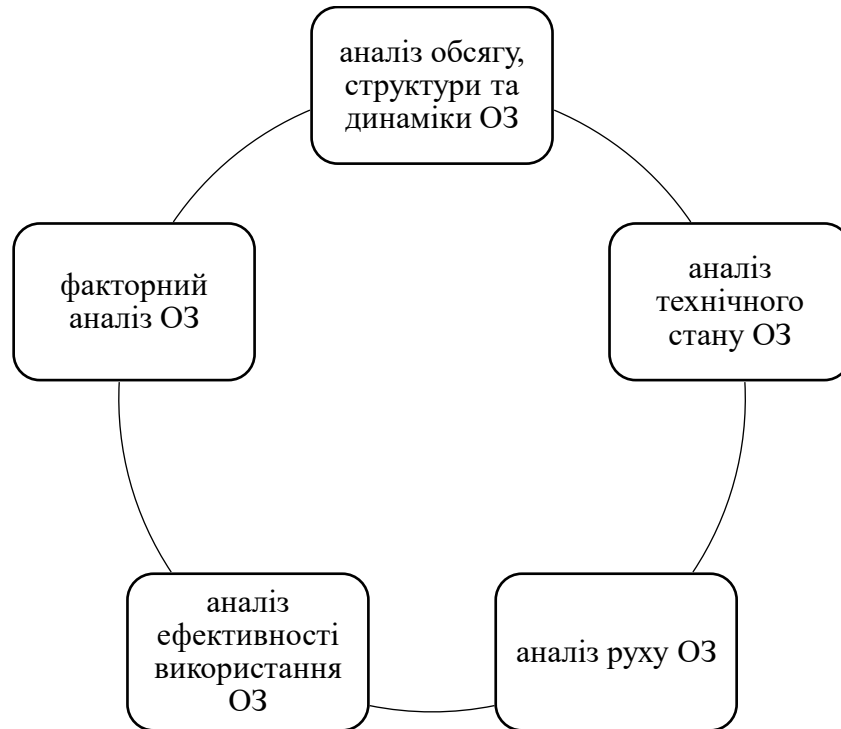 аналіз обсягу,
структури та
динаміки ОЗ
аналіз
технічного
стану ОЗ
аналіз руху ОЗ
аналіз
ефективності
використання
ОЗ
факторний
аналіз ОЗ